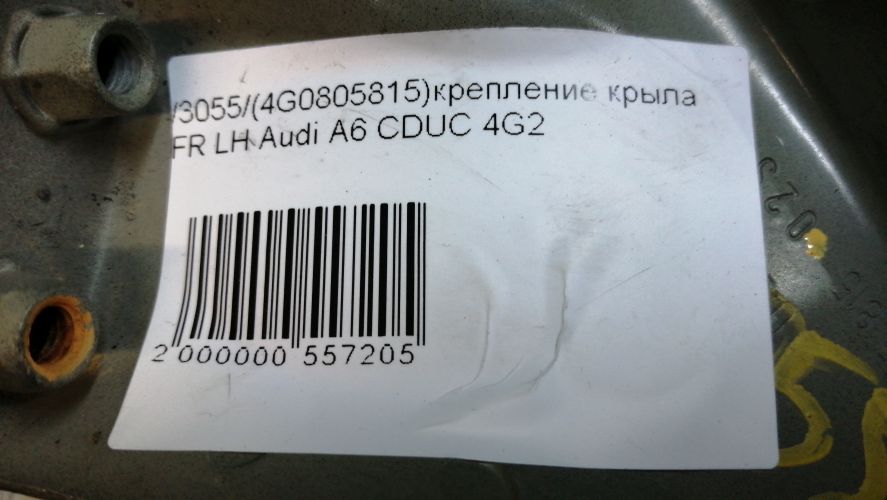 /3055/(4G0805815)крепление крыла
FR LH Audi A6 CDUC 4G2
2 000000 557205